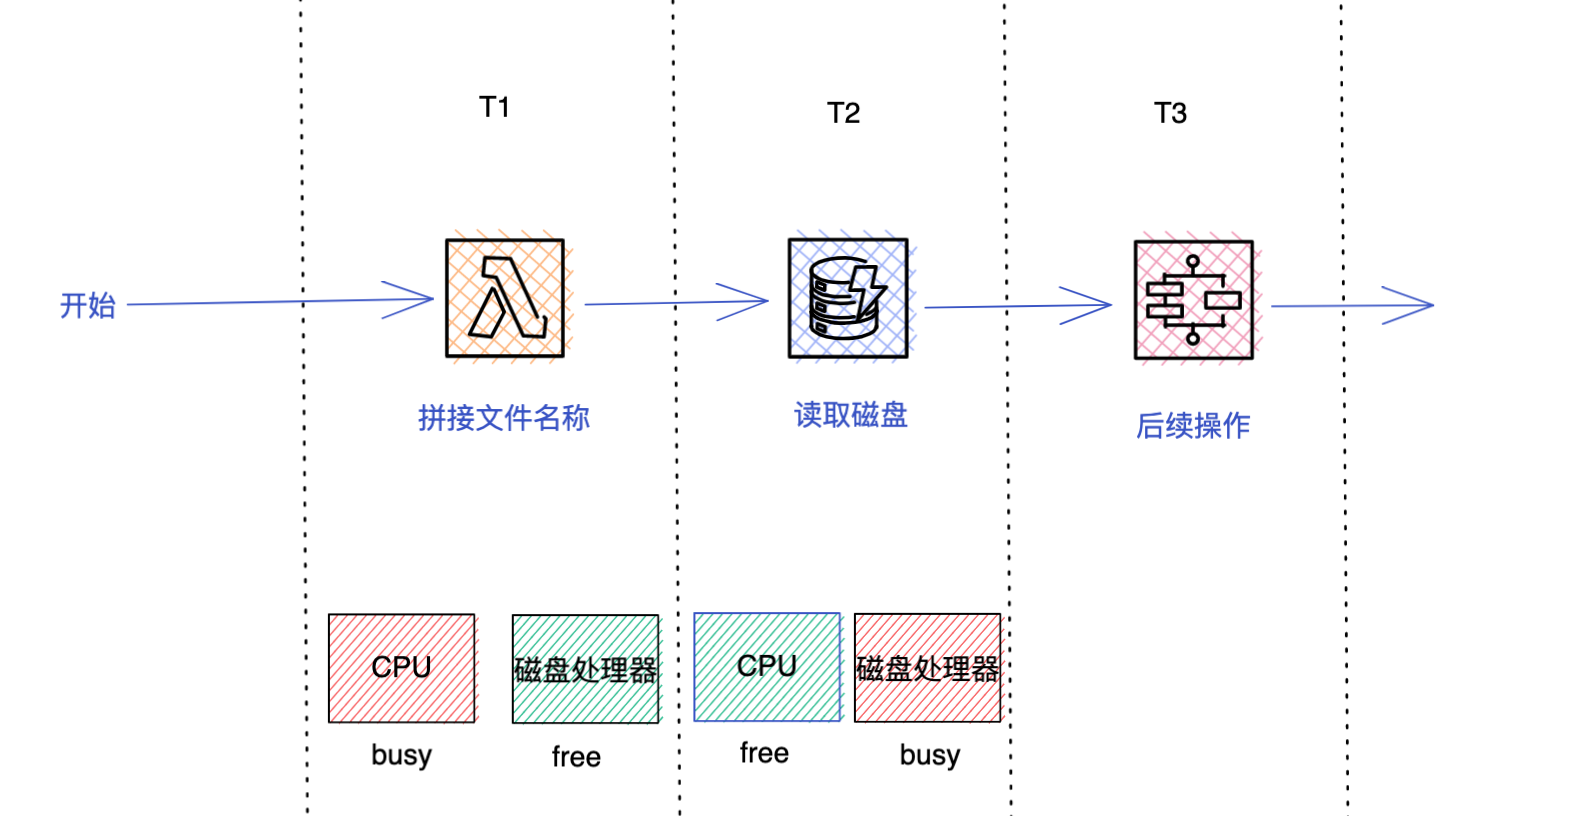 T1
T2
T3
开始
拼接文件名称
读取磁盘
后续操作
CPU
磁盘处理器
CPU
磁盘处理器
busy
free
free
busy